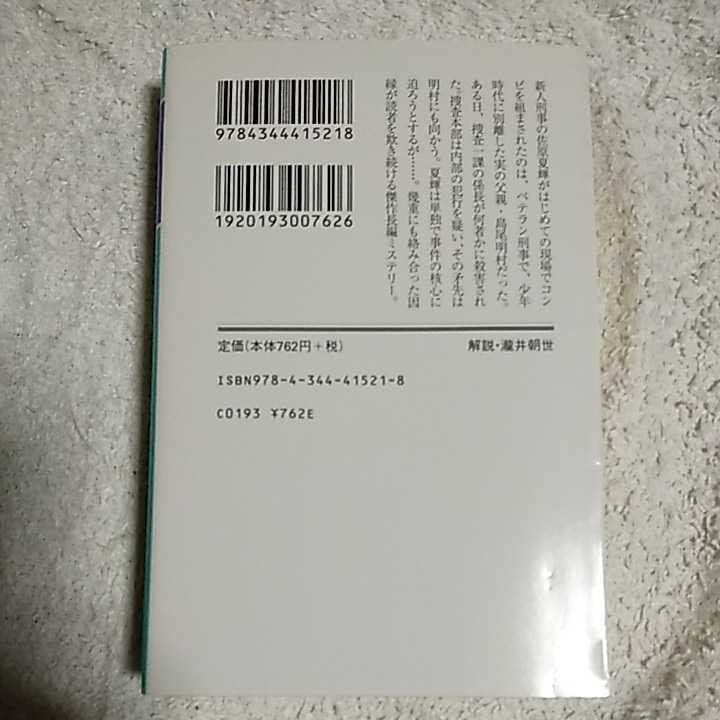 新人刑事の佐原夏輝がはじめての現場でコン
ビを組まされたのは、ベテラン刑事で、少年
時代に別離した実の父親・島尾明村だった。
ある日、捜査一課の係長が何者かに殺害され
た。捜査本部は内部の犯行を疑い、その矛先は
明村にも向かう。夏輝は単独で事件の核心に
迫ろうとするが……。幾重にも絡み合った因
縁が読者を欺き続ける傑作長編ミステリー。
9784344415218
1920193007626
定価(本体762円+税)
解説・瀧井朝世
ISBN978-4-344-41521-8
C0193 ¥762E